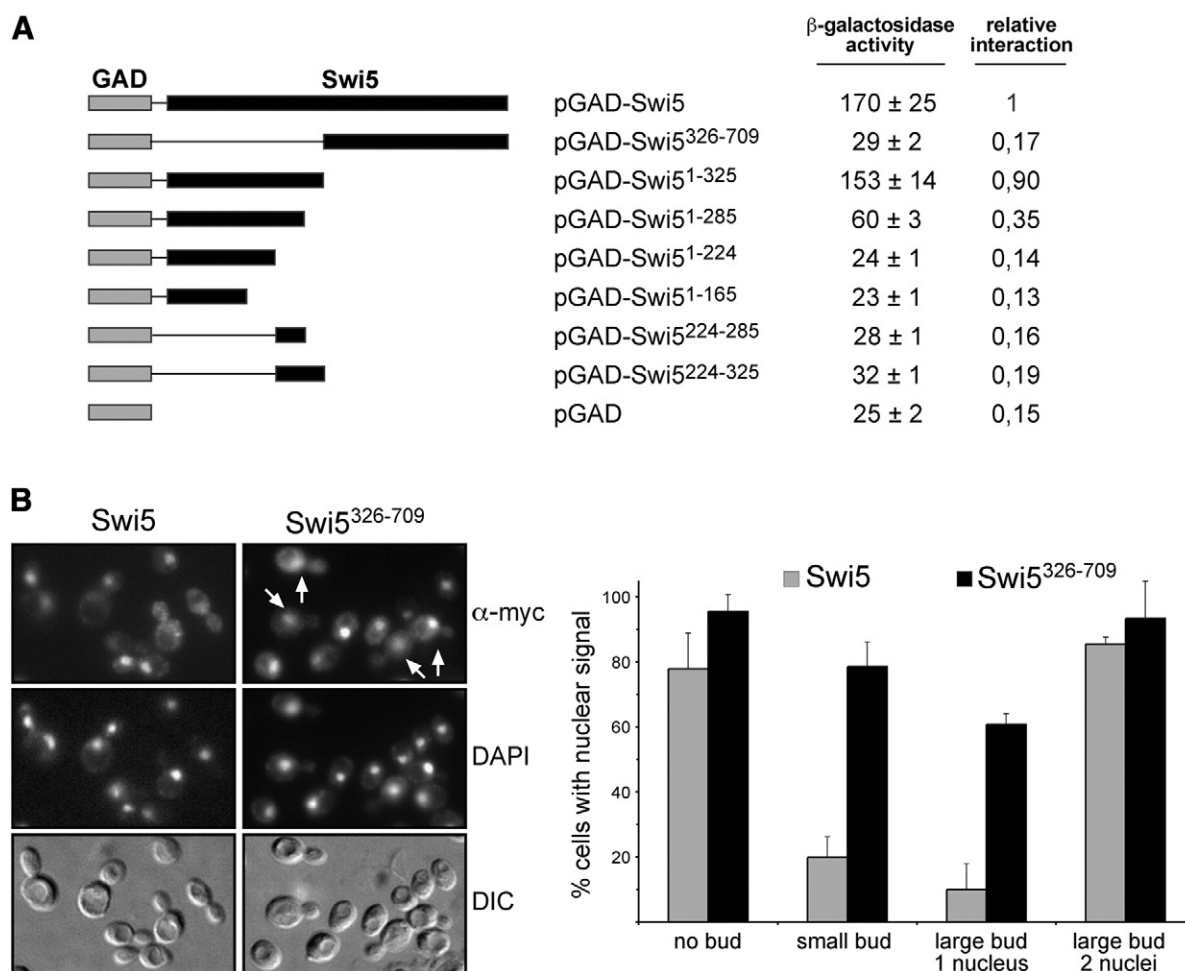 A
β-galactosidase activity
relative interaction
GAD Swi5
pGAD-Swi5 170 ± 25 1
pGAD-Swi5326-709 29 ± 2 0,17
pGAD-Swi51-325 153 ± 14 0,90
pGAD-Swi51-285 60 ± 3 0,35
pGAD-Swi51-224 24 ± 1 0,14
pGAD-Swi51-165 23 ± 1 0,13
pGAD-Swi5224-285 28 ± 1 0,16
pGAD-Swi5224-325 32 ± 1 0,19
pGAD 25 ± 2 0,15
B
Swi5 Swi5326-709
α-myc
DAPI
DIC
Swi5 Swi5326-709
% cells with nuclear signal
100
80
60
40
20
no bud small bud large bud 1 nucleus large bud 2 nuclei